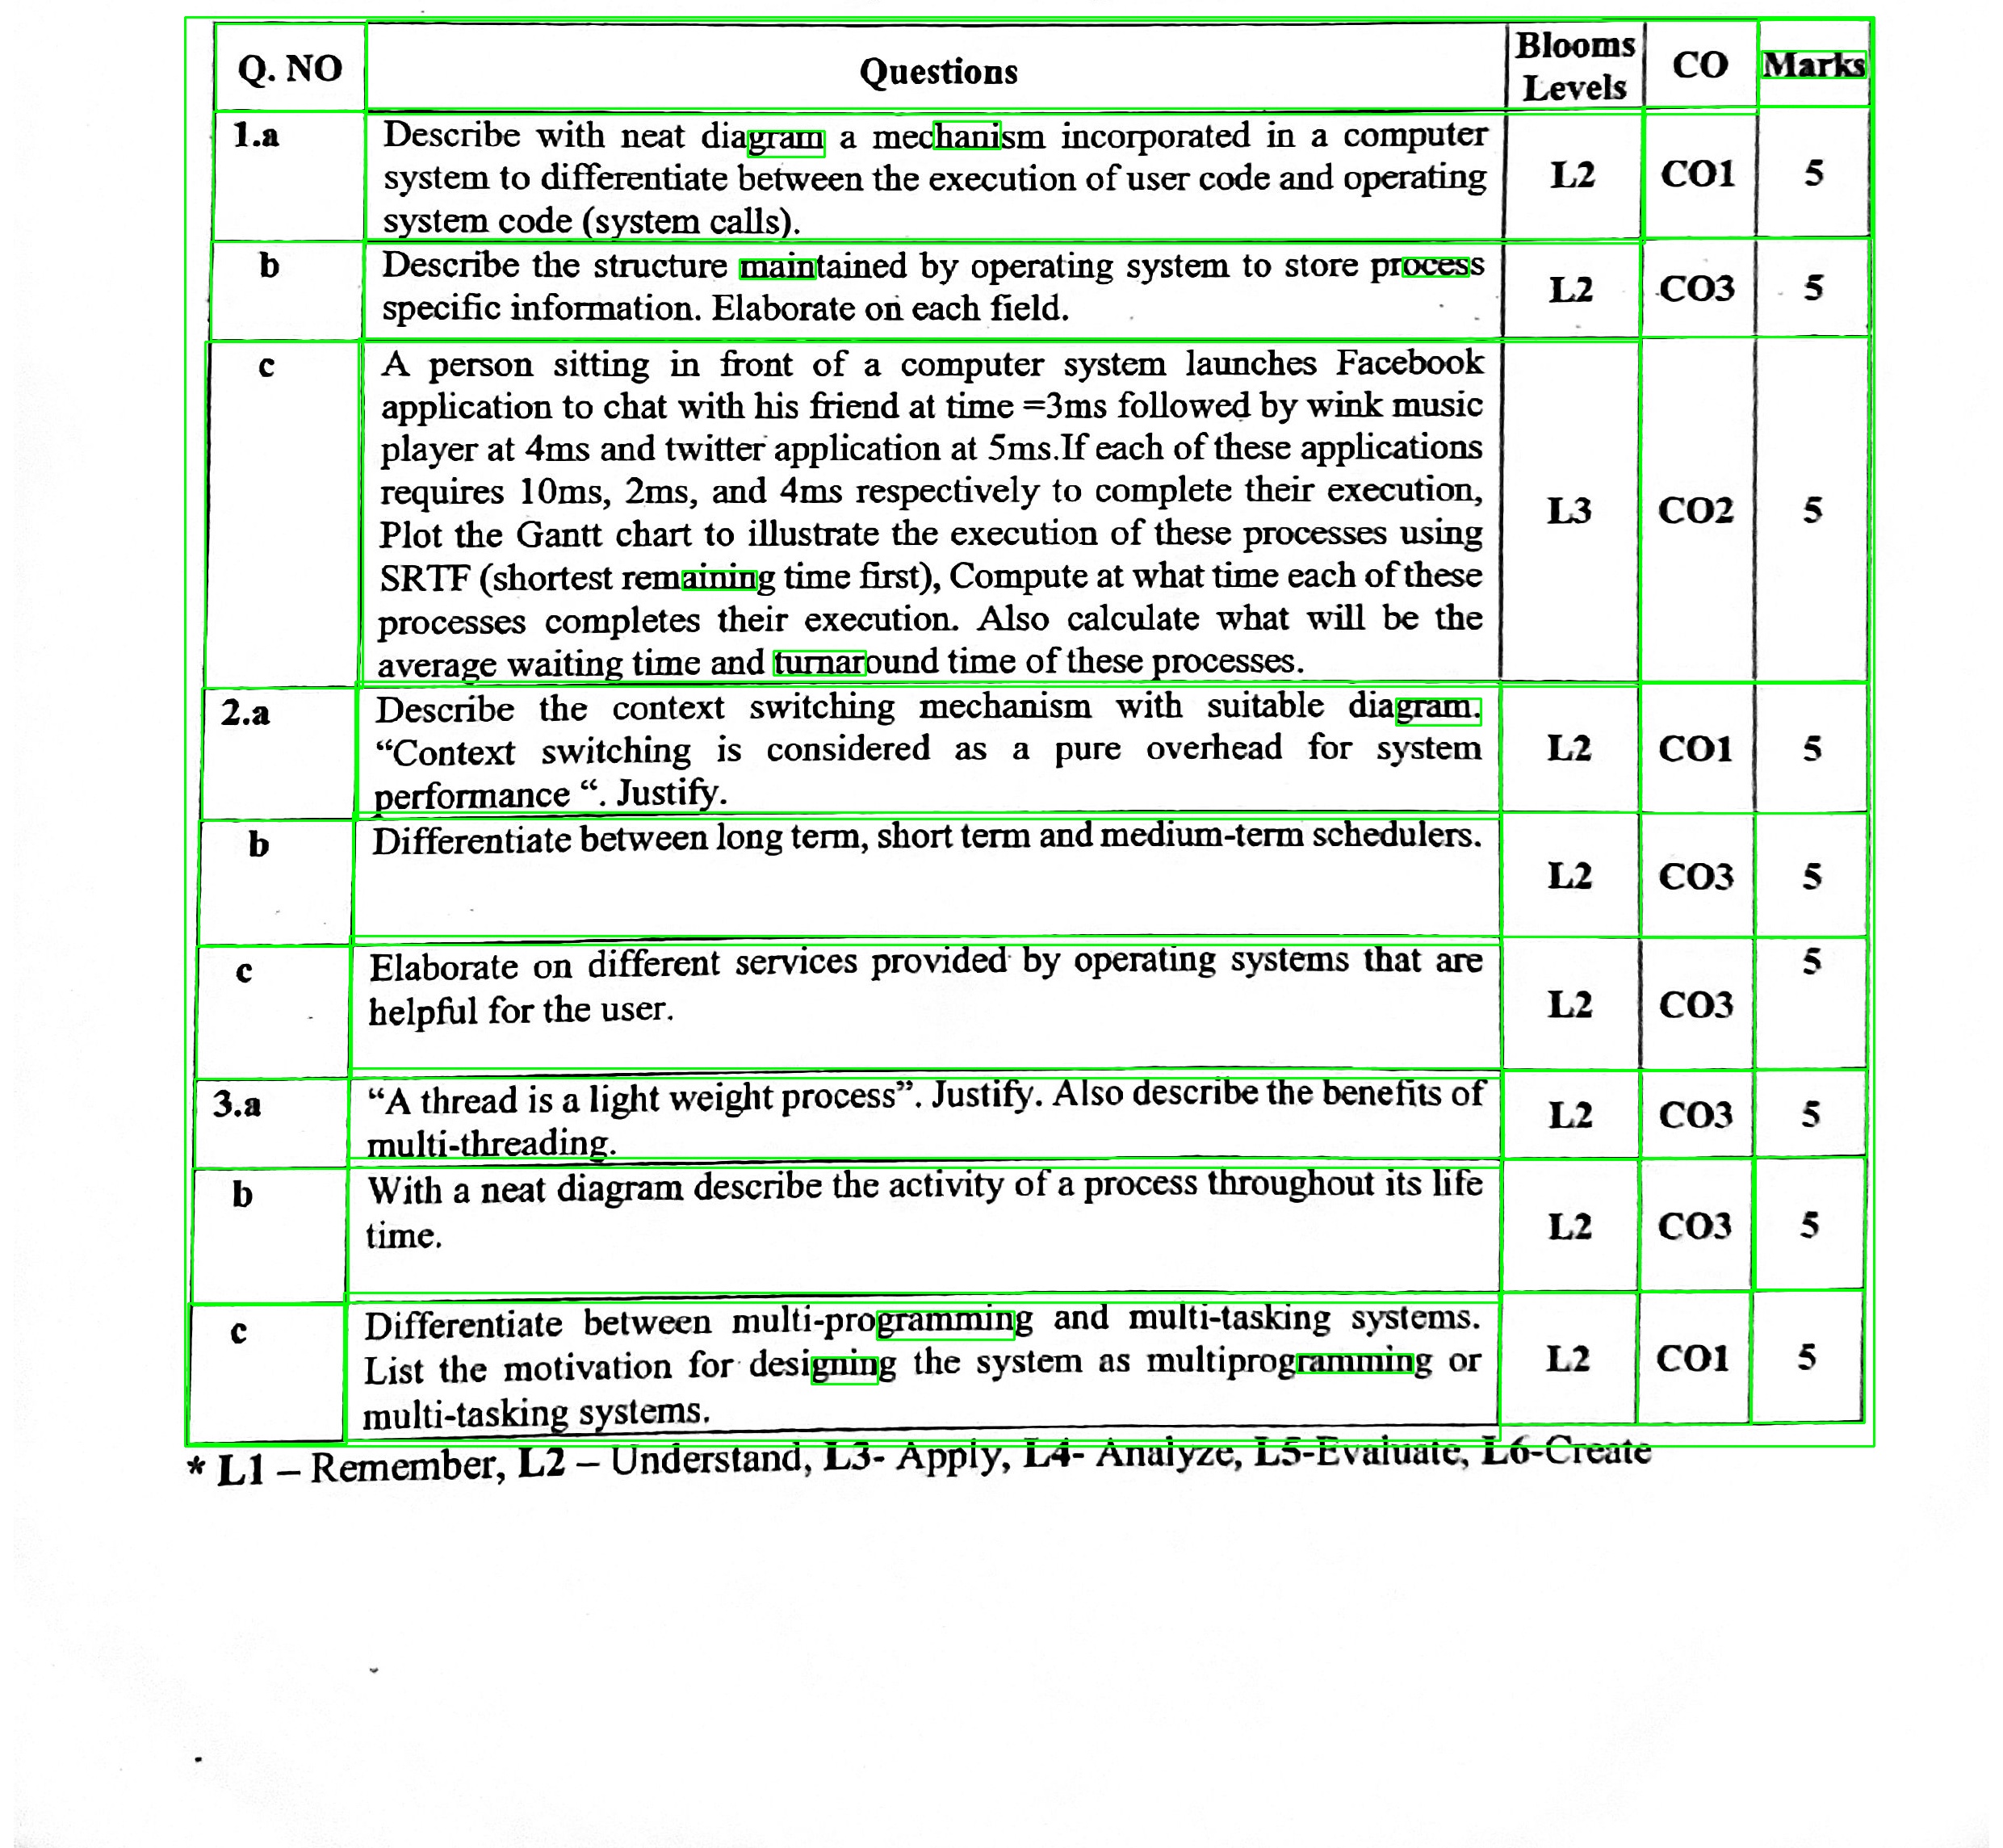 Q. NO Questions Blooms Levels CO Marks
1.a Describe with neat diagram a mechanism incorporated in a computer
system to differentiate between the execution of user code and operating L2 CO1 5
system code (system calls).
b Describe the structure maintained by operating system to store process
specific information. Elaborate on each field. L2 CO3 5
c A person sitting in front of a computer system launches Facebook
application to chat with his friend at time =3ms followed by wink music
player at 4ms and twitter application at 5ms.If each of these applications
requires 10ms, 2ms, and 4ms respectively to complete their execution, L3 CO2 5
Plot the Gantt chart to illustrate the execution of these processes using
SRTF (shortest remaining time first), Compute at what time each of these
processes completes their execution. Also calculate what will be the
average waiting time and turnaround time of these processes.
2.a Describe the context switching mechanism with suitable diagram.
“Context switching is considered as a pure overhead for system L2 CO1 5
performance “. Justify.
b Differentiate between long term, short term and medium-term schedulers.
L2 CO3 5
c Elaborate on different services provided by operating systems that are 5
helpful for the user. L2 CO3
3.a “A thread is a light weight process”. Justify. Also describe the benefits of
multi-threading. L2 CO3 5
b With a neat diagram describe the activity of a process throughout its life
time. L2 CO3 5
c Differentiate between multi-programming and multi-tasking systems.
List the motivation for designing the system as multiprogramming or L2 CO1 5
multi-tasking systems.
* L1 – Remember, L2 – Understand, L3- Apply, L4- Analyze, L5-Evaluate, L6-Create